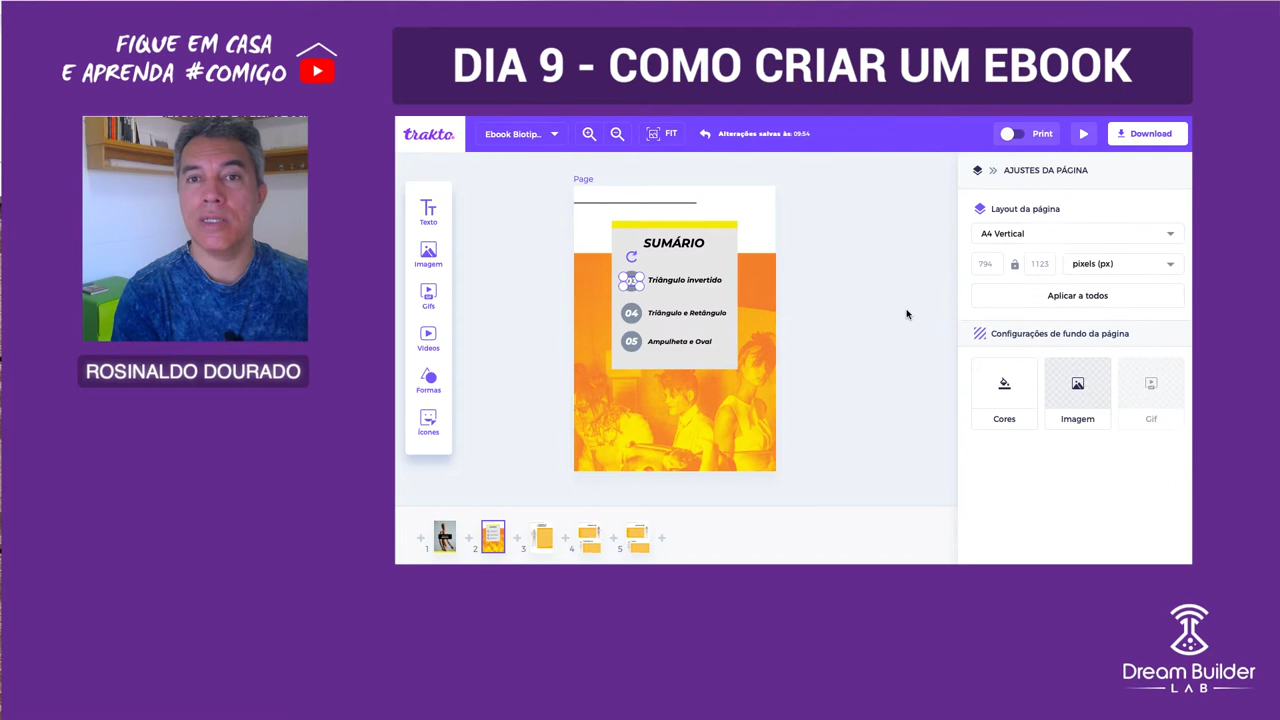 FIQUE EM CASA
E APRENDA #COMIGO
DIA 9 - COMO CRIAR UM EBOOK
ROSINALDO DOURADO
trakto.
Ebook Biotip..
FIT
Alterações salvas às: 09:54
Print
Download
Texto
Imagem
Gifs
Vídeos
Formas
Ícones
Page
SUMÁRIO
Triângulo invertido
04 Triângulo e Retângulo
05 Ampulheta e Oval
AJUSTES DA PÁGINA
Layout da página
A4 Vertical
794
1123
pixels (px)
Aplicar a todos
Configurações de fundo da página
Cores
Imagem
Gif
1
2
3
4
5
Dream Builder
LAB